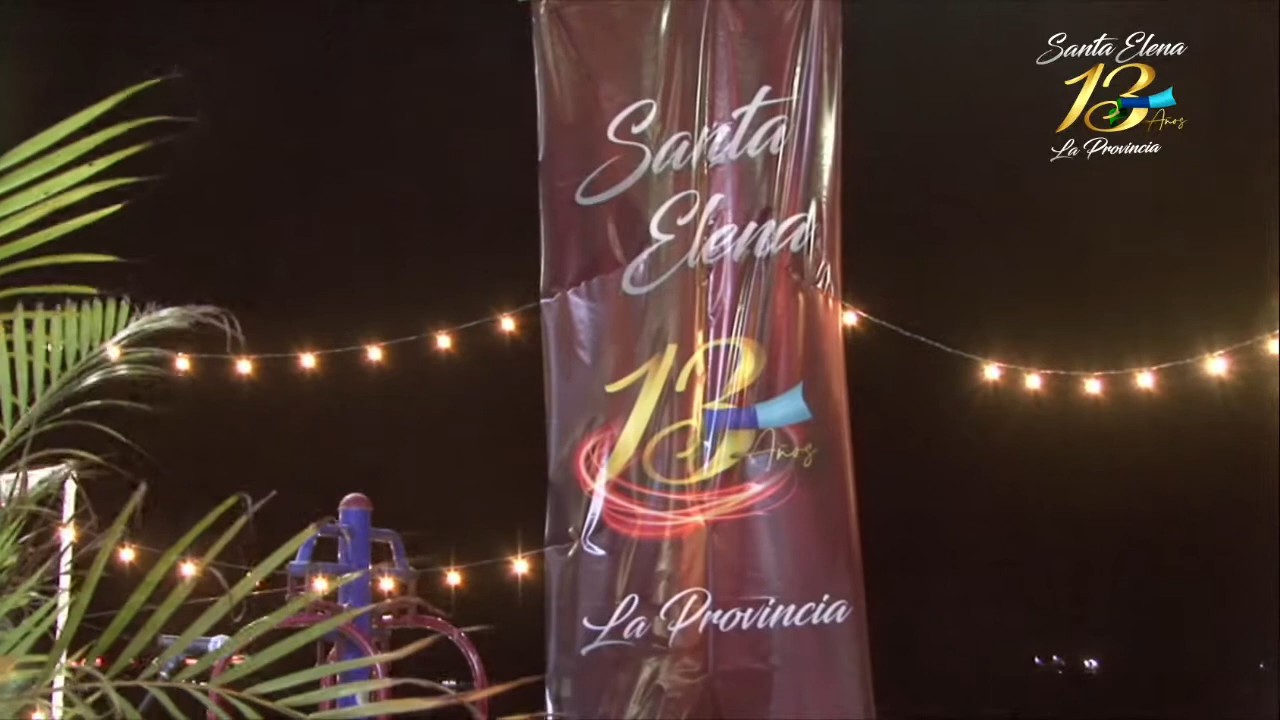 Santa
Elena
13
Años
La Provincia
Santa Elena
13
Años
La Provincia